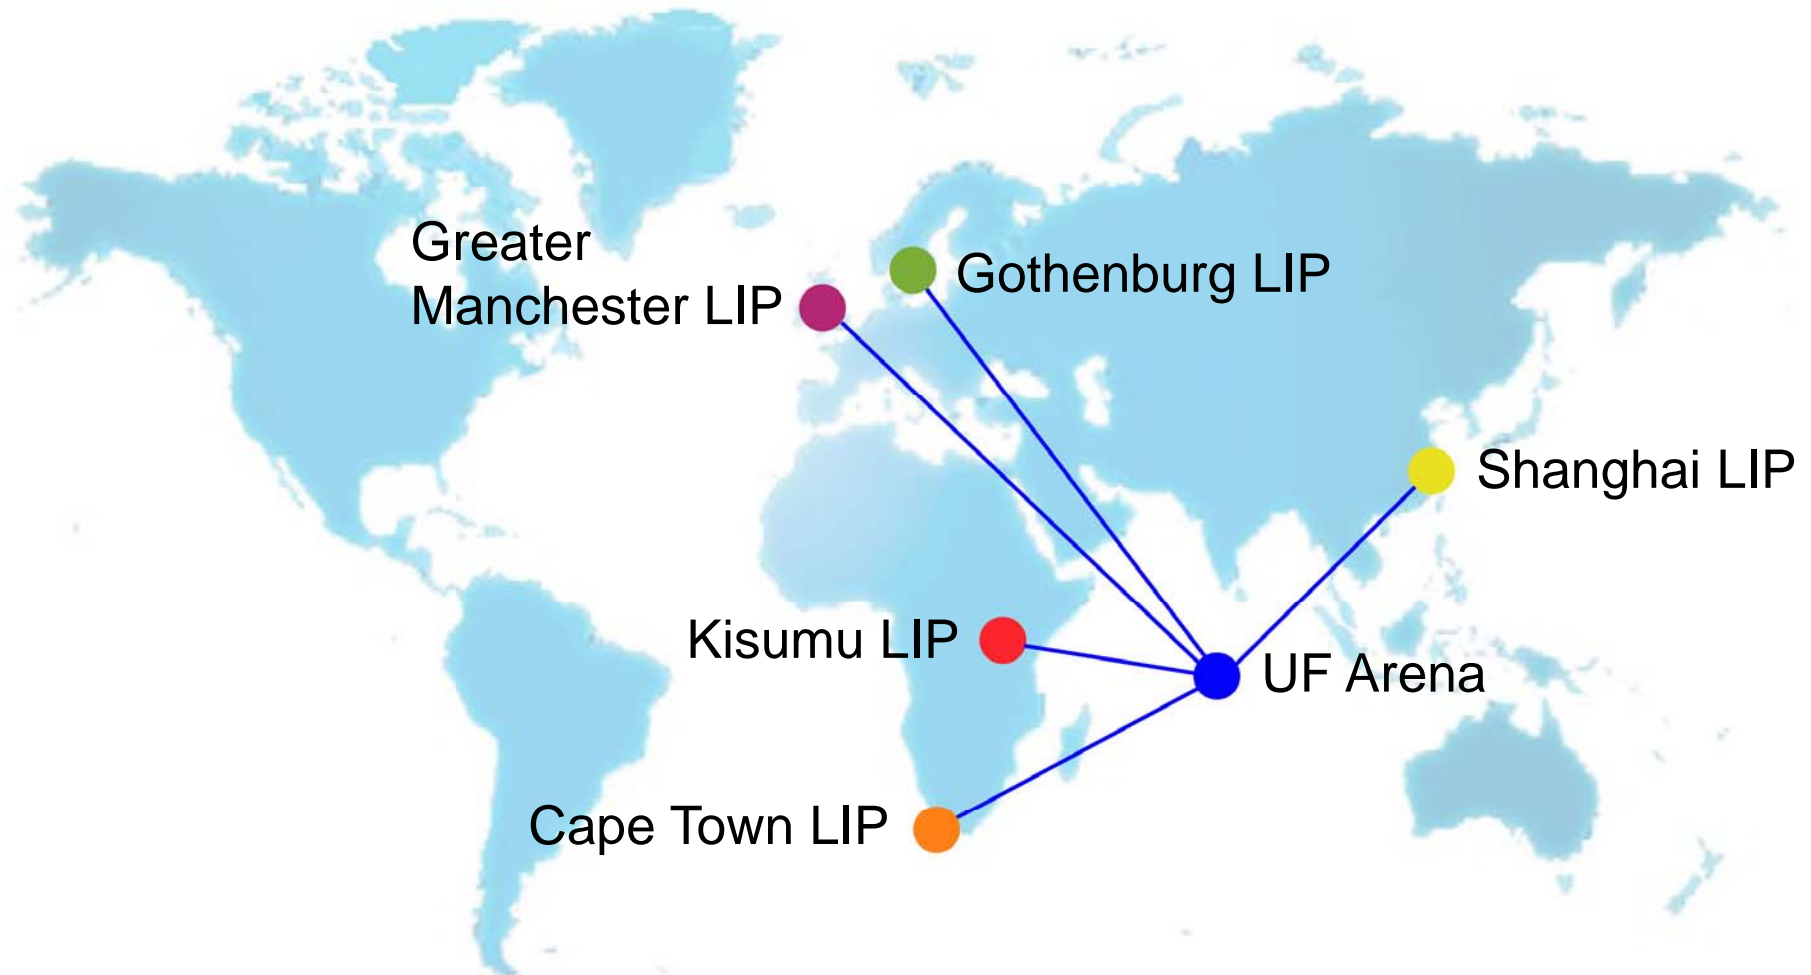 Greater
Manchester LIP
Gothenburg LIP
Shanghai LIP
Kisumu LIP
UF Arena
Cape Town LIP